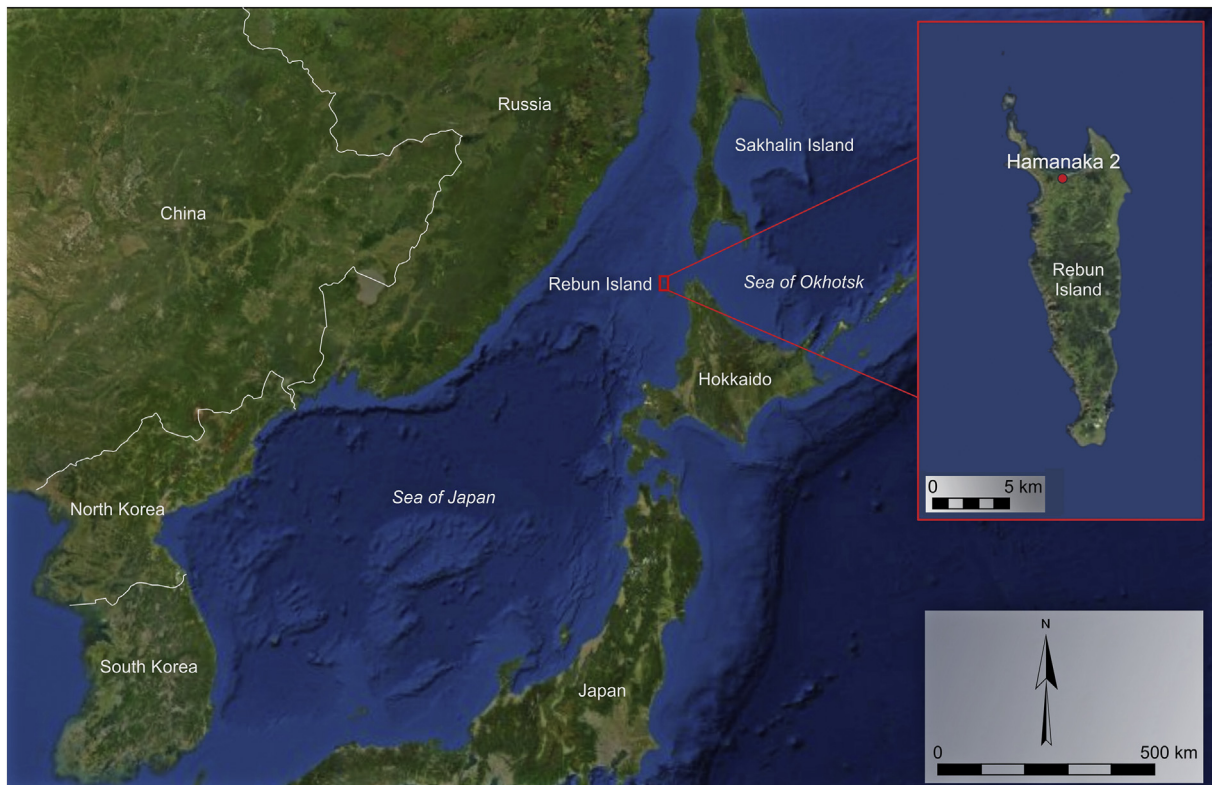 Russia
Sakhalin Island
China
Rebun Island
Sea of Okhotsk
Hokkaido
Sea of Japan
North Korea
South Korea
Japan
Hamanaka 2
Rebun
Island
0 5 km
N
0 500 km